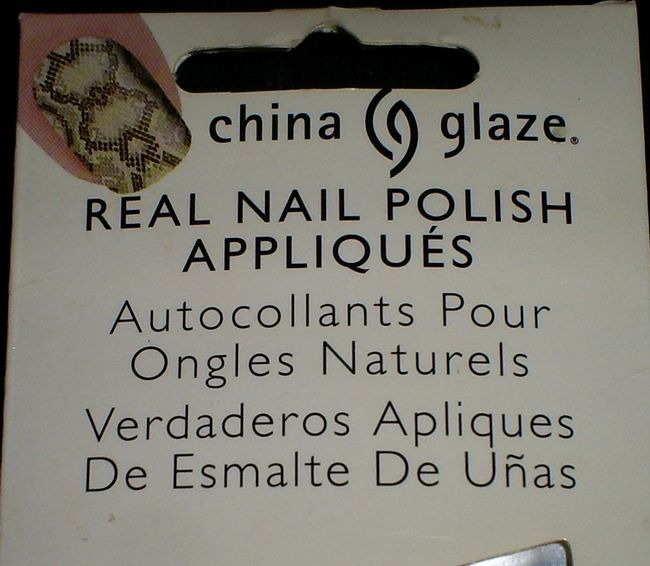 china glaze®
REAL NAIL POLISH
APPLIQUÉS
Autocollants Pour
Ongles Naturels
Verdaderos Apliques
De Esmalte De Uñas